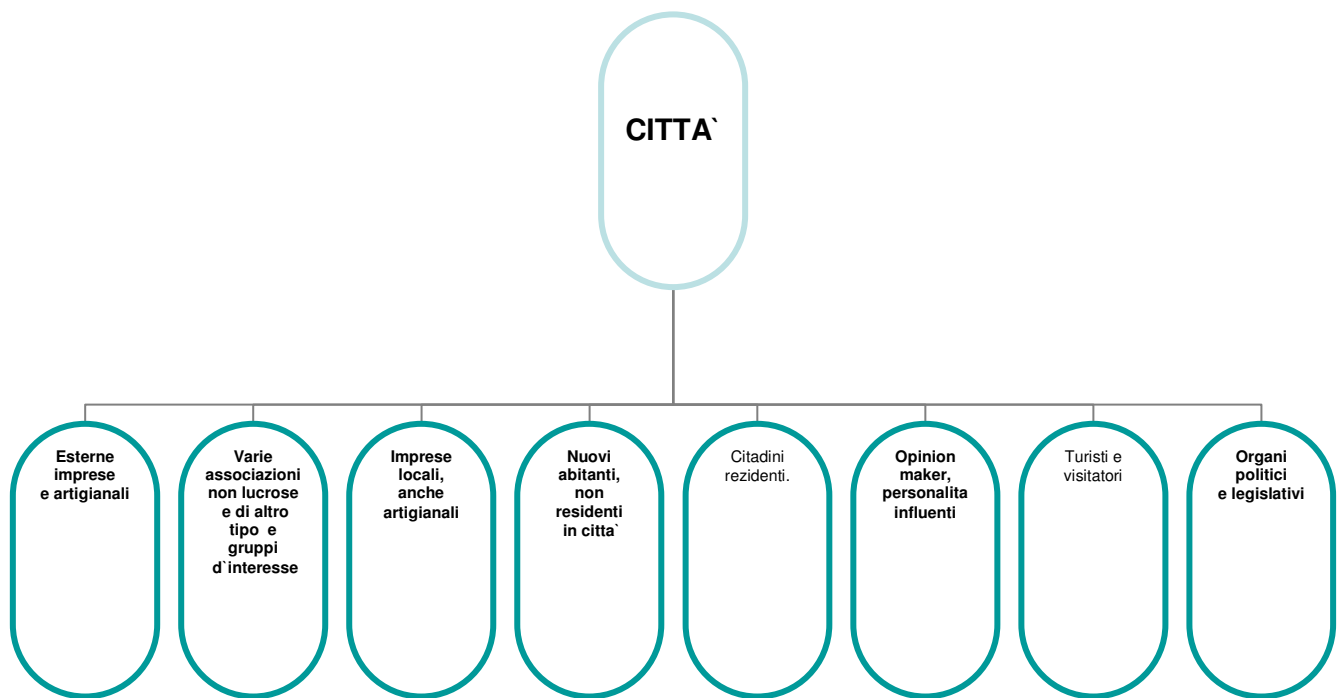 CITTA`
Esterne
imprese
e artigianali
Varie
associazioni
non lucrose
e di altro
tipo e
gruppi
d`interesse
Imprese
locali,
anche
artigianali
Nuovi
abitanti,
non
residenti
in citta`
Citadini
rezidenti.
Opinion
maker,
personalita
influenti
Turisti e
visitatori
Organi
politici
e legislativi